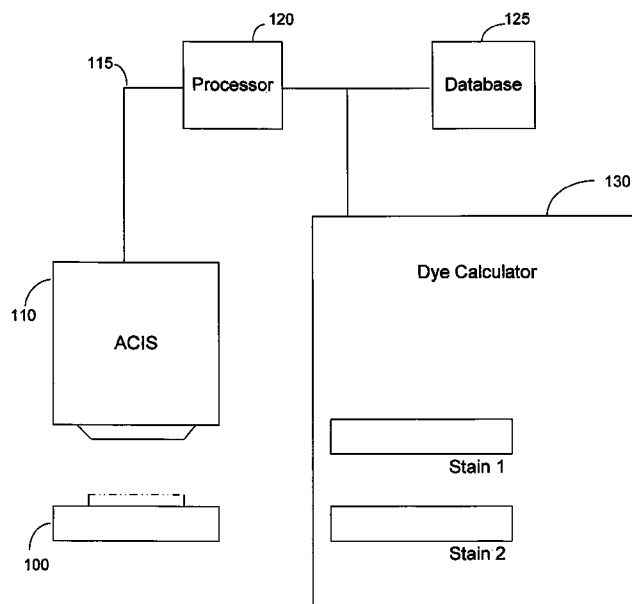 120
125
115
Processor
Database
130
Dye Calculator
110
ACIS
Stain 1
Stain 2
100